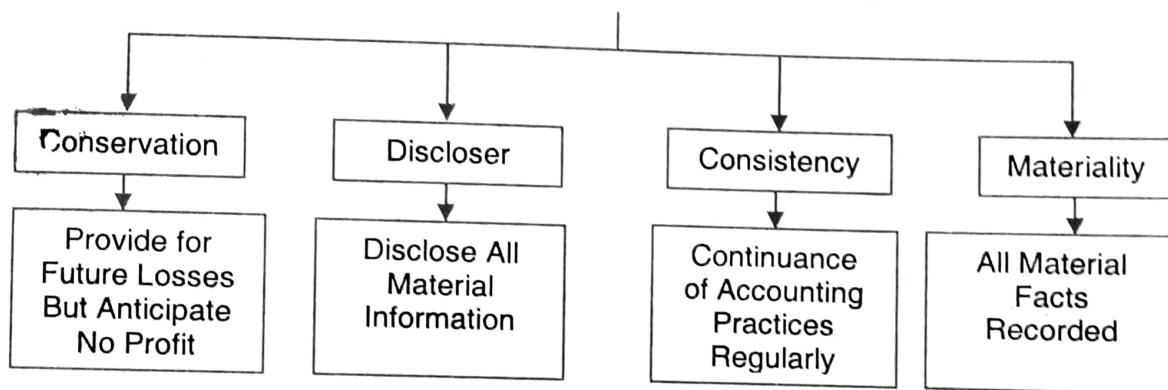 Conservation
Discloser
Consistency
Materiality
Provide for
Future Losses
But Anticipate
No Profit
Disclose All
Material
Information
Continuance
of Accounting
Practices
Regularly
All Material
Facts
Recorded